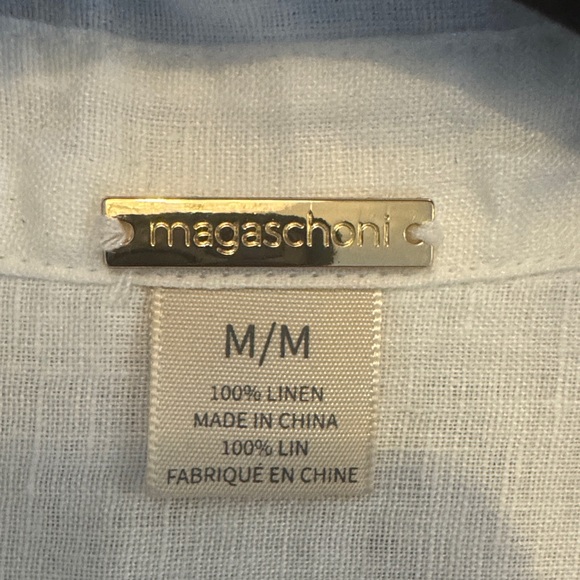 magaschoni
M/M
100% LINEN
MADE IN CHINA
100% LIN
FABRIQUÉ EN CHINE